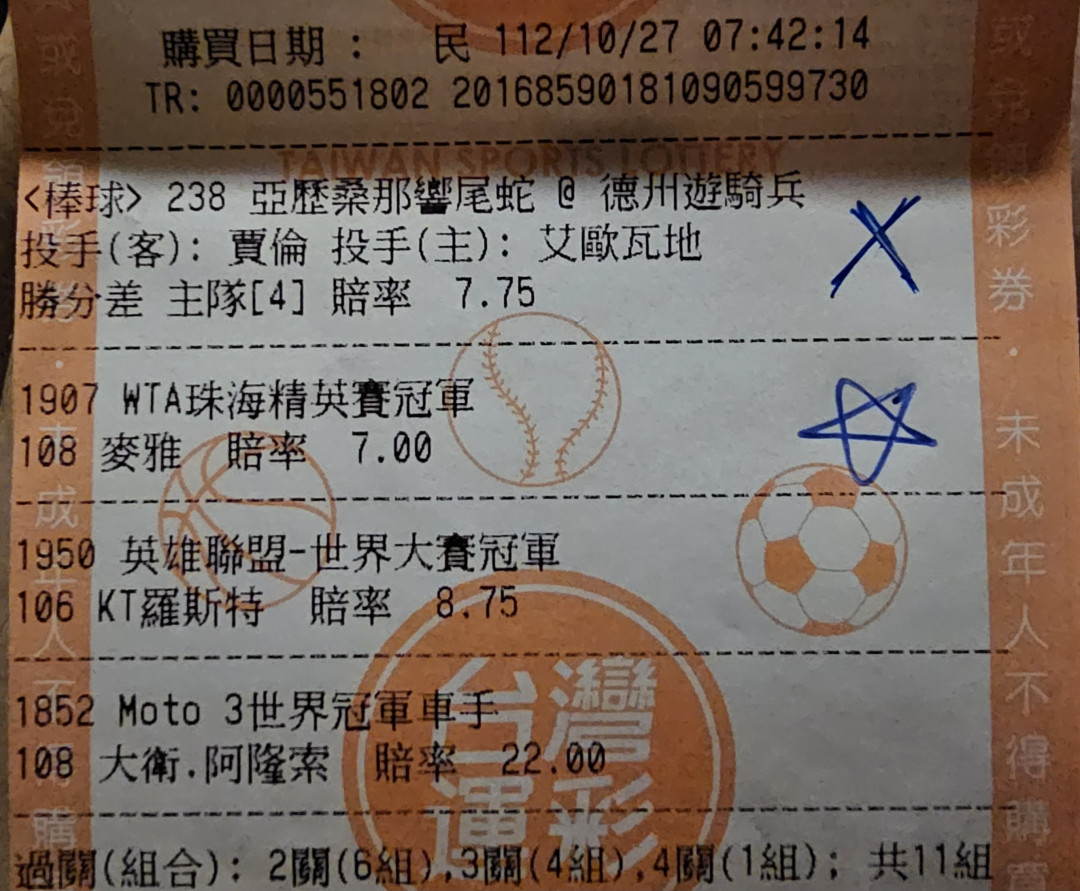 購買日期： 民 112/10/27 07:42:14
TR: 0000551802 20168590181090599730
TAIWAN SPORTS LOTTERY
<棒球> 238 亞歷桑那響尾蛇 @ 德州遊騎兵
投手(客): 賈倫 投手(主): 艾歐瓦地
勝分差 主隊[4] 賠率 7.75
1907 WTA珠海精英賽冠軍
108 麥雅 賠率 7.00
1950 英雄聯盟-世界大賽冠軍
106 KT羅斯特 賠率 8.75
1852 Moto 3世界冠軍車手
108 大衛.阿隆索 賠率 22.00
台灣
運彩
過關(組合): 2關(6組),3關(4組),4關(1組); 共11組
彩券．未成年人不得購